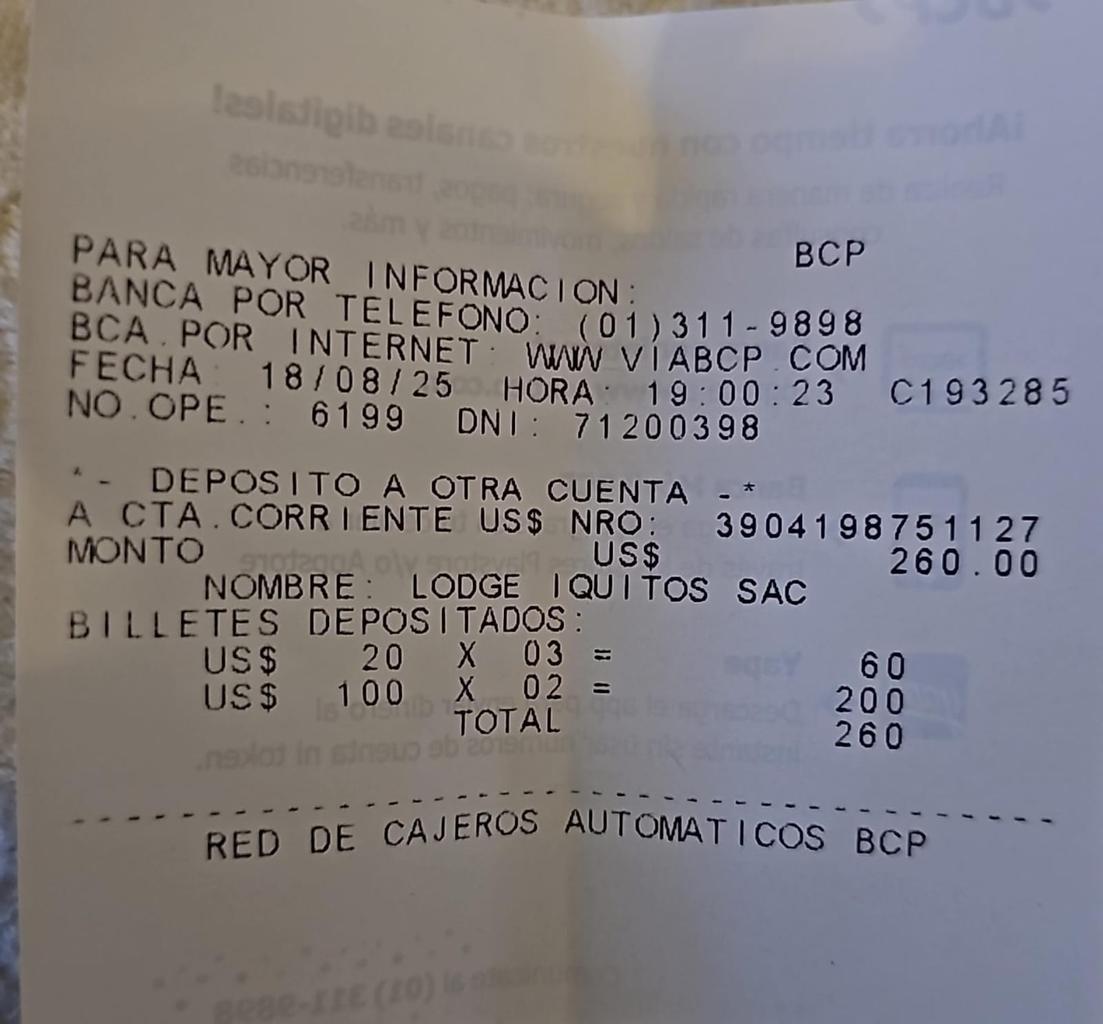 BCP
PARA MAYOR INFORMACION:
BANCA POR TELEFONO: (01)311-9898
BCA.POR INTERNET: WWW.VIABCP.COM
FECHA: 18/08/25 HORA: 19:00:23 C193285
NO.OPE.: 6199 DNI: 71200398
*- DEPOSITO A OTRA CUENTA -*
A CTA.CORRIENTE US$ NRO: 3904198751127
MONTO US$ 260.00
NOMBRE: LODGE IQUITOS SAC
BILLETES DEPOSITADOS:
US$ 20 X 03 = 60
US$ 100 X 02 = 200
TOTAL 260
--------------------------------------------
RED DE CAJEROS AUTOMATICOS BCP